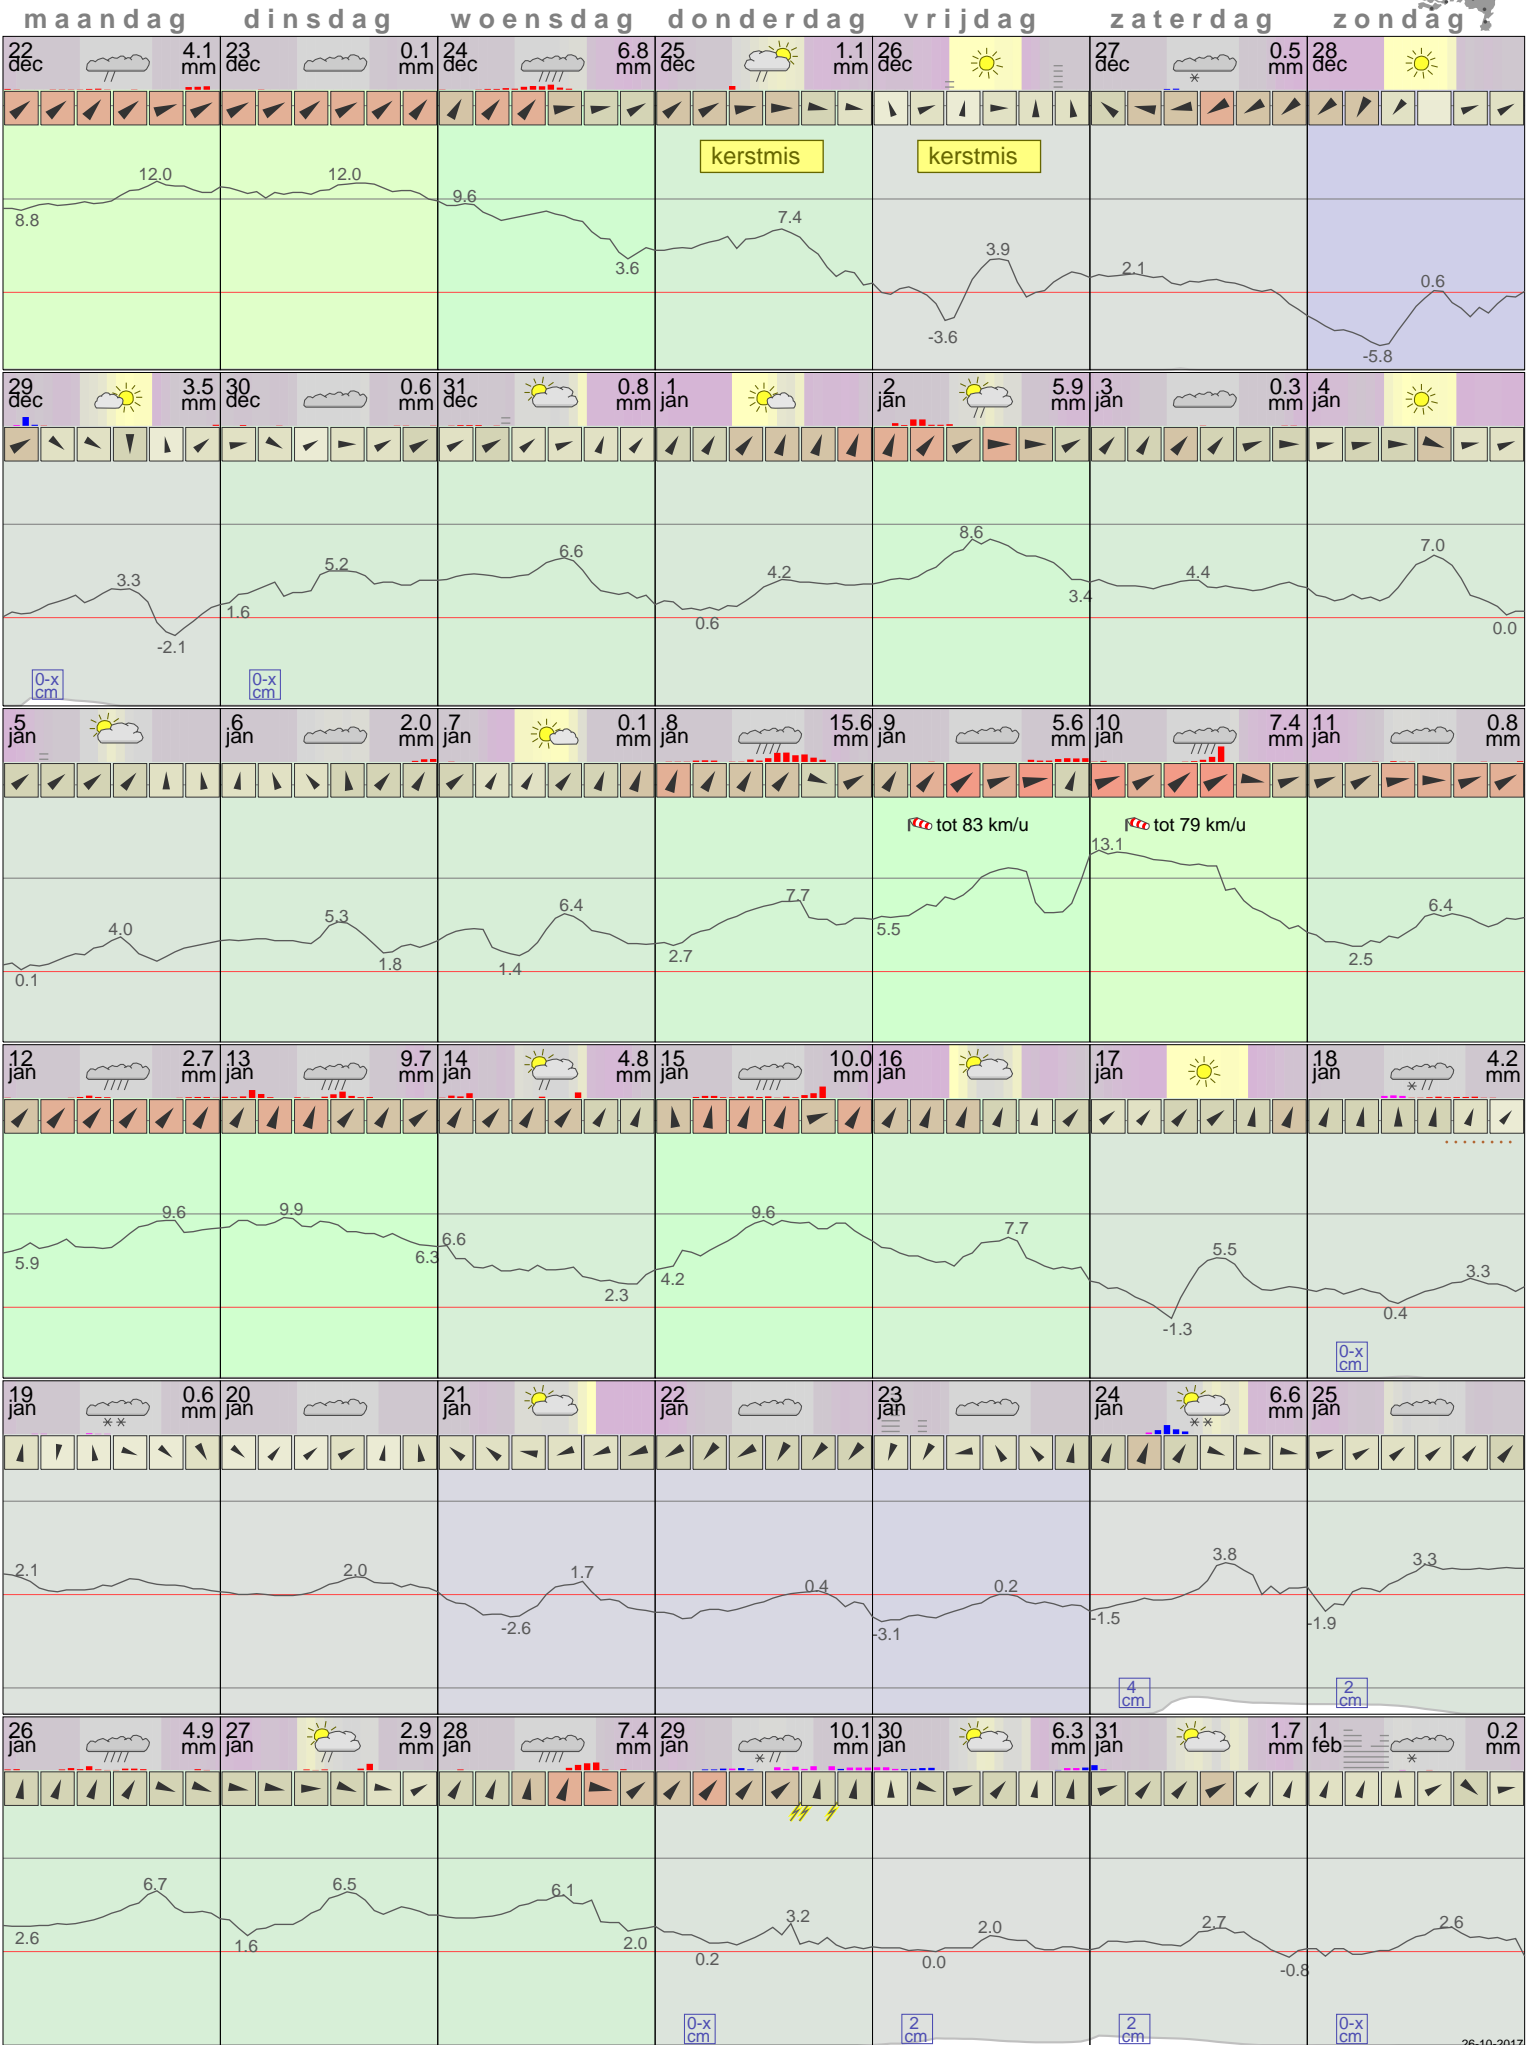 maandag dinsdag woensdag donderdag vrijdag zaterdag zondag
22 dec 4.1 mm 23 dec 0.1 mm 24 dec 6.8 mm 25 dec 1.1 mm 26 dec 27 dec 0.5 mm 28 dec
kerstmis kerstmis
8.8 12.0 12.0 9.6 3.6 7.4 -3.6 3.9 2.1 -5.8 0.6
29 dec 3.5 mm 30 dec 0.6 mm 31 dec 0.8 mm 1 jan 2 jan 5.9 mm 3 jan 0.3 mm 4 jan
3.3 -2.1 1.6 5.2 6.6 0.6 4.2 8.6 3.4 4.4 7.0 0.0
0-x cm 0-x cm
5 jan 6 jan 2.0 mm 7 jan 0.1 mm 8 jan 15.6 mm 9 jan 5.6 mm 10 jan 7.4 mm 11 jan 0.8 mm
tot 83 km/u tot 79 km/u
0.1 4.0 5.3 1.8 1.4 6.4 2.7 7.7 5.5 13.1 2.5 6.4
12 jan 2.7 mm 13 jan 9.7 mm 14 jan 4.8 mm 15 jan 10.0 mm 16 jan 17 jan 18 jan 4.2 mm
5.9 9.6 9.9 6.3 6.6 2.3 4.2 9.6 7.7 -1.3 5.5 0.4 3.3
0-x cm
19 jan 0.6 mm 20 jan 21 jan 22 jan 23 jan 24 jan 6.6 mm 25 jan
2.1 2.0 -2.6 1.7 0.4 -3.1 0.2 -1.5 3.8 -1.9 3.3
4 cm 2 cm
26 jan 4.9 mm 27 jan 2.9 mm 28 jan 7.4 mm 29 jan 10.1 mm 30 jan 6.3 mm 31 jan 1.7 mm 1 feb 0.2 mm
2.6 6.7 1.6 6.5 6.1 2.0 0.2 3.2 0.0 2.0 2.7 -0.8 2.6
0-x cm 2 cm 2 cm 0-x cm
26-10-2017